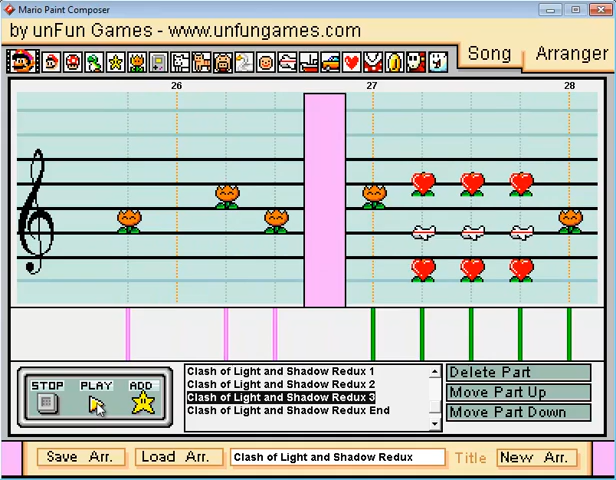 Mario Paint Composer
by unFun Games - www.unfungames.com
Song
Arranger
26
27
28
STOP PLAY ADD
Clash of Light and Shadow Redux 1
Clash of Light and Shadow Redux 2
Clash of Light and Shadow Redux 3
Clash of Light and Shadow Redux End
Delete Part
Move Part Up
Move Part Down
Save Arr.
Load Arr.
Clash of Light and Shadow Redux
Title
New Arr.